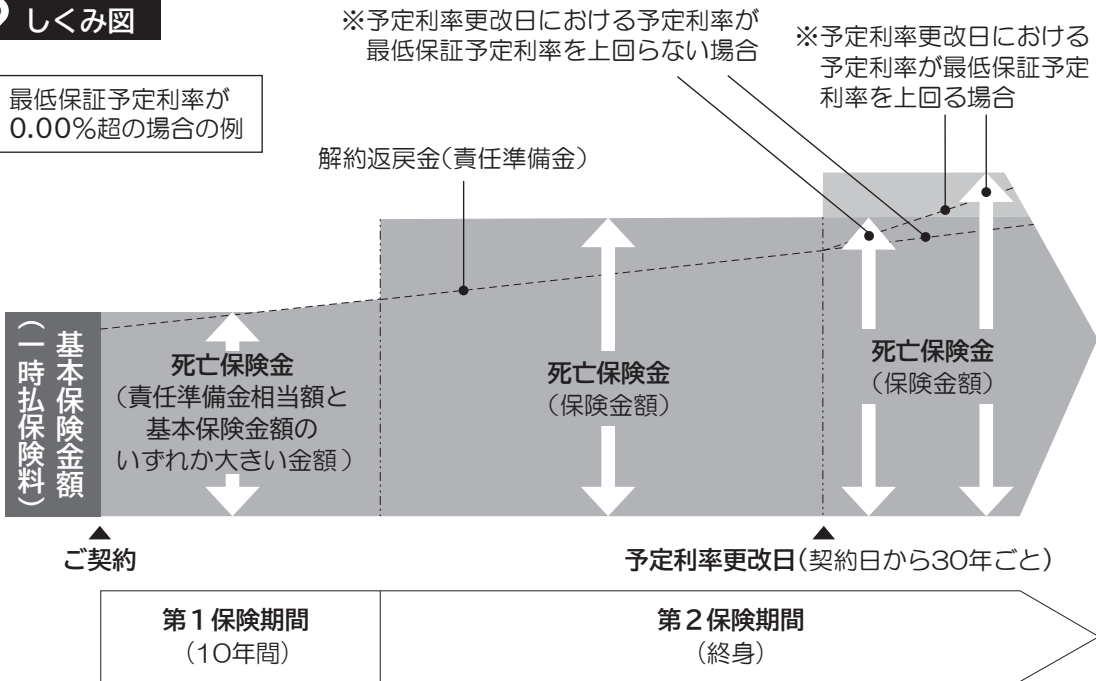 しくみ図
最低保証予定利率が
0.00％超の場合の例
※予定利率更改日における予定利率が
最低保証予定利率を上回らない場合
※予定利率更改日における
予定利率が最低保証予定
利率を上回る場合
解約返戻金（責任準備金）
基本保険金額
（一時払保険料）
死亡保険金
（責任準備金相当額と
基本保険金額の
いずれか大きい金額）
死亡保険金
（保険金額）
死亡保険金
（保険金額）
ご契約
予定利率更改日（契約日から30年ごと）
第1保険期間
（10年間）
第2保険期間
（終身）